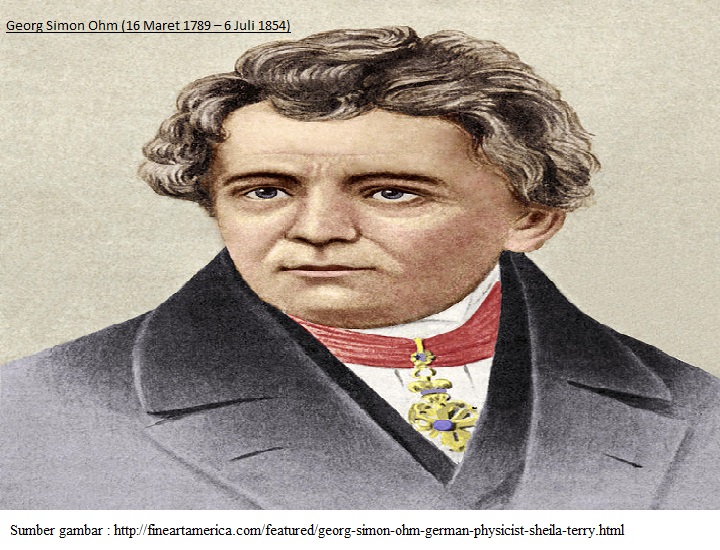 Georg Simon Ohm (16 Maret 1789 – 6 Juli 1854)
Sumber gambar : http://fineartamerica.com/featured/georg-simon-ohm-german-physicist-sheila-terry.html